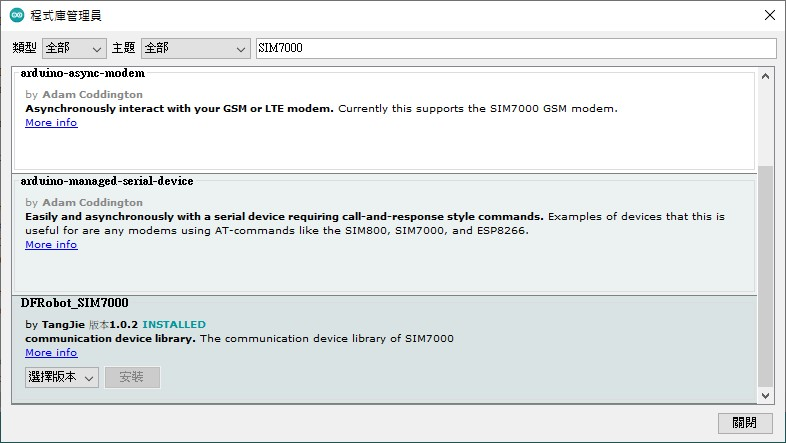 程式庫管理員
類型 全部 主題 全部 SIM7000
arduino-async-modem
by Adam Coddington
Asynchronously interact with your GSM or LTE modem. Currently this supports the SIM7000 GSM modem.
More info
arduino-managed-serial-device
by Adam Coddington
Easily and asynchronously with a serial device requiring call-and-response style commands. Examples of devices that this is
useful for are any modems using AT-commands like the SIM800, SIM7000, and ESP8266.
More info
DFRobot_SIM7000
by TangJie 版本1.0.2 INSTALLED
communication device library. The communication device library of SIM7000
More info
選擇版本 安裝
關閉